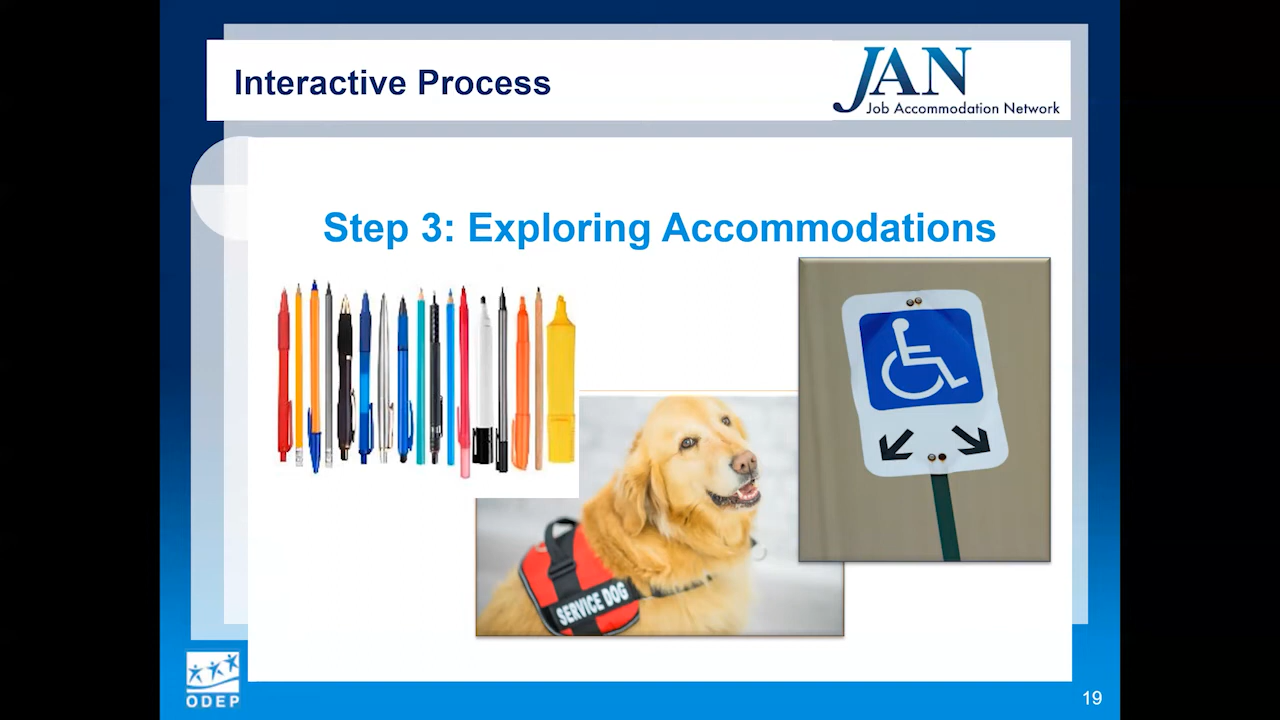 Interactive Process
JAN
Job Accommodation Network
Step 3: Exploring Accommodations
SERVICE DOG
ODEP
19